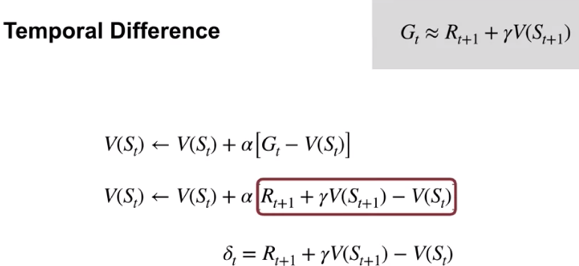 Temporal Difference
G_t ≈ R_{t+1} + γV(S_{t+1})
V(S_t) ← V(S_t) + α[G_t − V(S_t)]
V(S_t) ← V(S_t) + α R_{t+1} + γV(S_{t+1}) − V(S_t)
δ_t = R_{t+1} + γV(S_{t+1}) − V(S_t)